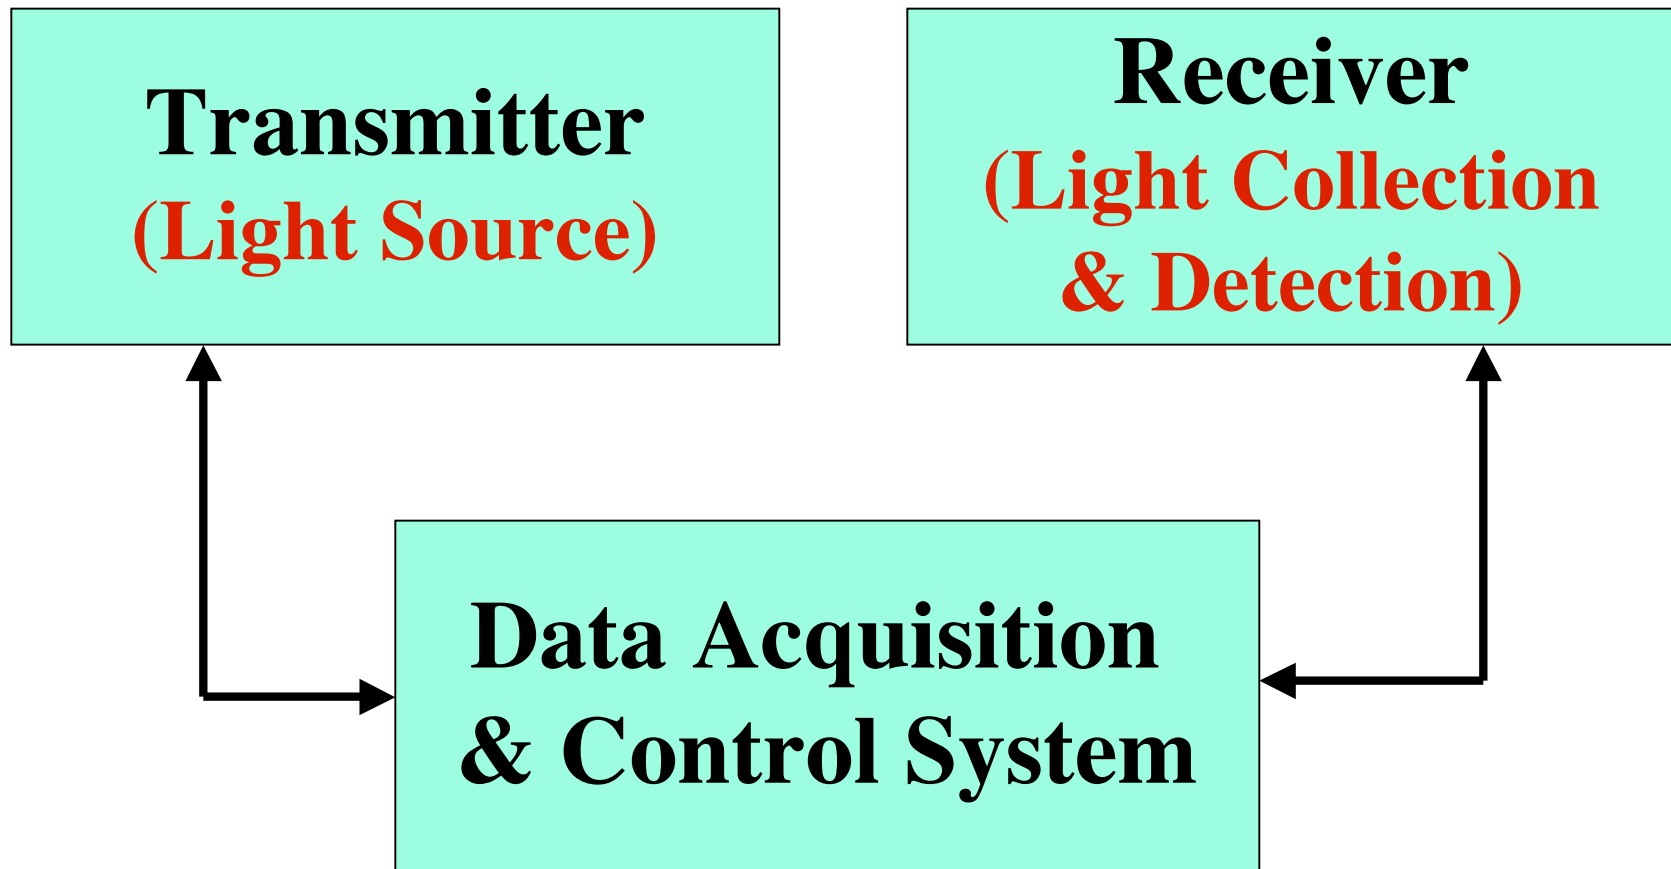 Transmitter
(Light Source)
Receiver
(Light Collection
& Detection)
Data Acquisition
& Control System